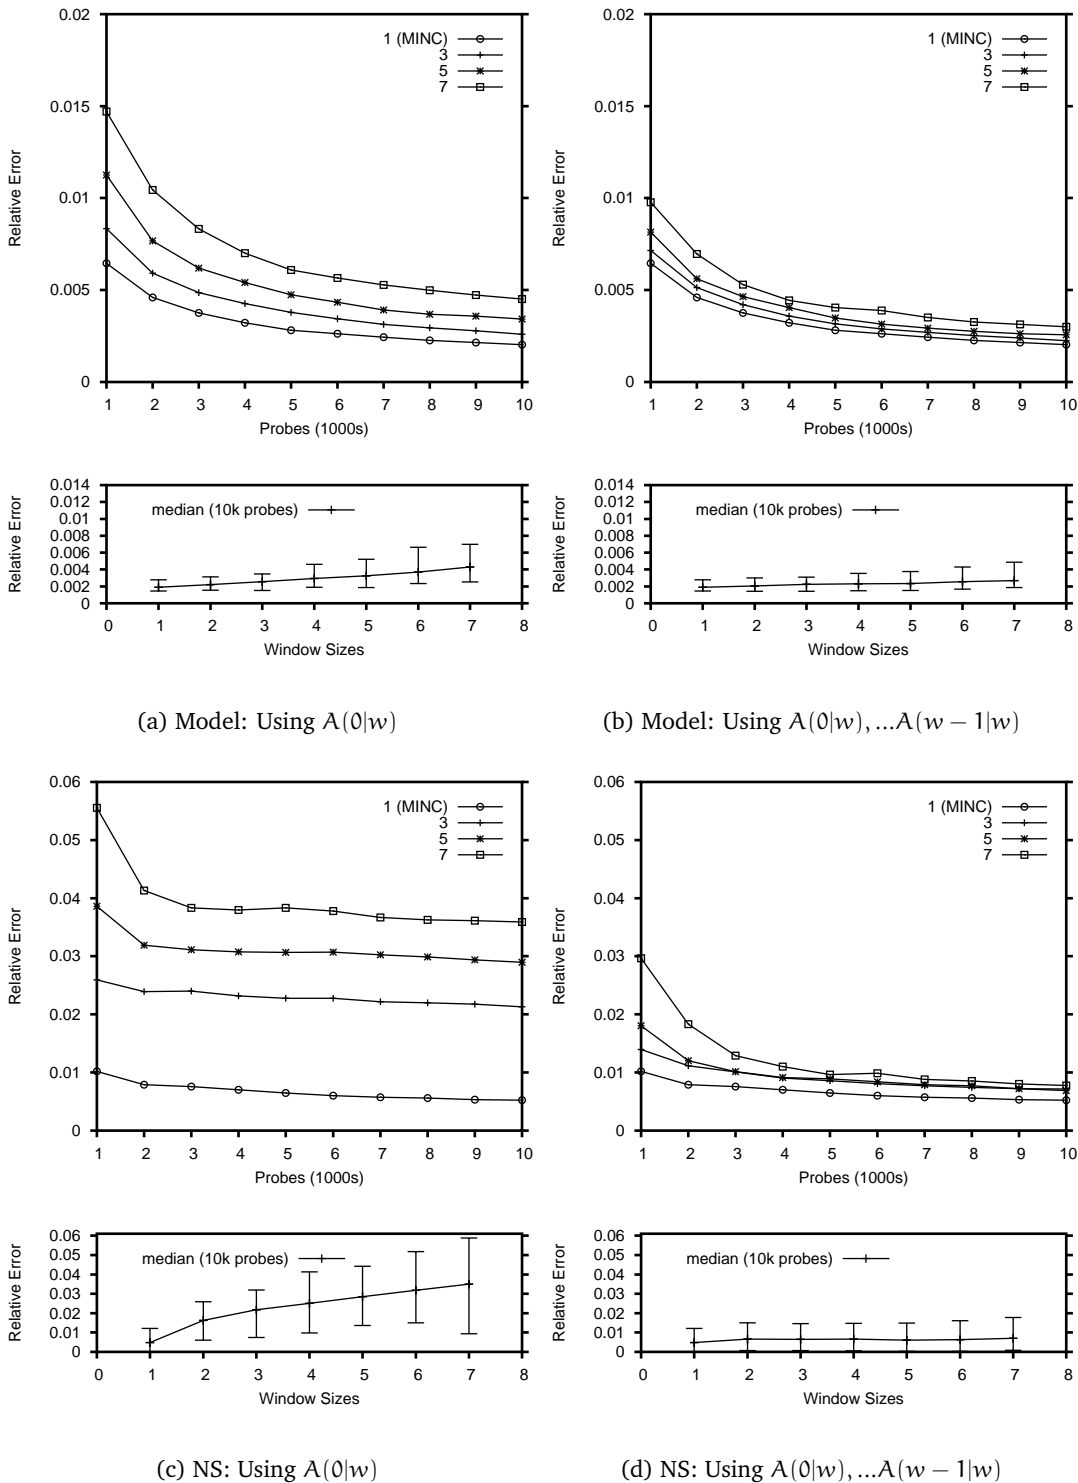 0.02
0.015
0.01
0.005
0
Relative Error
1 (MINC)
3
5
7
1 2 3 4 5 6 7 8 9 10
Probes (1000s)
0.02
0.015
0.01
0.005
0
Relative Error
1 (MINC)
3
5
7
1 2 3 4 5 6 7 8 9 10
Probes (1000s)
0.014
0.012
0.01
0.008
0.006
0.004
0.002
0
Relative Error
median (10k probes)
0 1 2 3 4 5 6 7 8
Window Sizes
0.014
0.012
0.01
0.008
0.006
0.004
0.002
0
Relative Error
median (10k probes)
0 1 2 3 4 5 6 7 8
Window Sizes
(a) Model: Using A(0|w)
(b) Model: Using A(0|w), ...A(w − 1|w)
0.06
0.05
0.04
0.03
0.02
0.01
0
Relative Error
1 (MINC)
3
5
7
1 2 3 4 5 6 7 8 9 10
Probes (1000s)
0.06
0.05
0.04
0.03
0.02
0.01
0
Relative Error
1 (MINC)
3
5
7
1 2 3 4 5 6 7 8 9 10
Probes (1000s)
0.06
0.05
0.04
0.03
0.02
0.01
0
Relative Error
median (10k probes)
0 1 2 3 4 5 6 7 8
Window Sizes
0.06
0.05
0.04
0.03
0.02
0.01
0
Relative Error
median (10k probes)
0 1 2 3 4 5 6 7 8
Window Sizes
(c) NS: Using A(0|w)
(d) NS: Using A(0|w), ...A(w − 1|w)